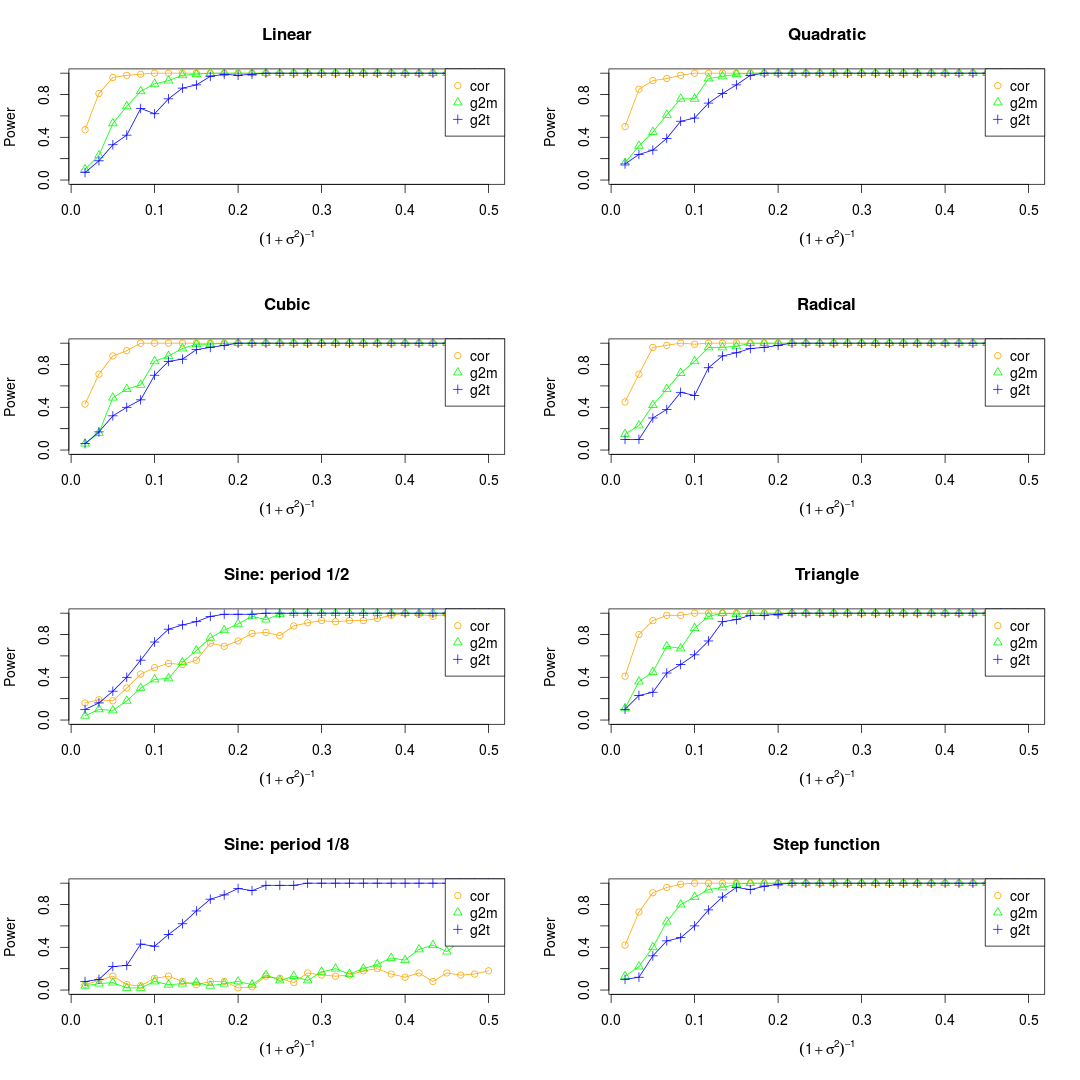 Linear
Power
0.0 0.4 0.8
cor
g2m
g2t
0.0 0.1 0.2 0.3 0.4 0.5
(1 + σ²)⁻¹
Quadratic
Power
0.0 0.4 0.8
cor
g2m
g2t
0.0 0.1 0.2 0.3 0.4 0.5
(1 + σ²)⁻¹
Cubic
Power
0.0 0.4 0.8
cor
g2m
g2t
0.0 0.1 0.2 0.3 0.4 0.5
(1 + σ²)⁻¹
Radical
Power
0.0 0.4 0.8
cor
g2m
g2t
0.0 0.1 0.2 0.3 0.4 0.5
(1 + σ²)⁻¹
Sine: period 1/2
Power
0.0 0.4 0.8
cor
g2m
g2t
0.0 0.1 0.2 0.3 0.4 0.5
(1 + σ²)⁻¹
Triangle
Power
0.0 0.4 0.8
cor
g2m
g2t
0.0 0.1 0.2 0.3 0.4 0.5
(1 + σ²)⁻¹
Sine: period 1/8
Power
0.0 0.4 0.8
cor
g2m
g2t
0.0 0.1 0.2 0.3 0.4 0.5
(1 + σ²)⁻¹
Step function
Power
0.0 0.4 0.8
cor
g2m
g2t
0.0 0.1 0.2 0.3 0.4 0.5
(1 + σ²)⁻¹